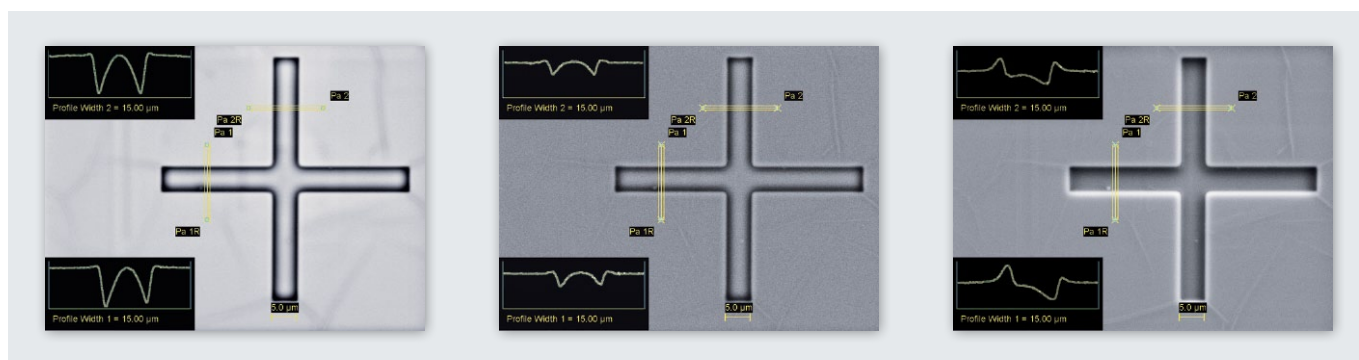 Profile Width 2 = 15.00 µm
Pa 2
Pa 2R
Pa 1
Pa 1R
5.0 µm
Profile Width 1 = 15.00 µm
Profile Width 2 = 15.00 µm
Pa 2
Pa 2R
Pa 1
Pa 1R
5.0 µm
Profile Width 1 = 15.00 µm
Profile Width 2 = 15.00 µm
Pa 2
Pa 2R
Pa 1
Pa 1R
5.0 µm
Profile Width 1 = 15.00 µm